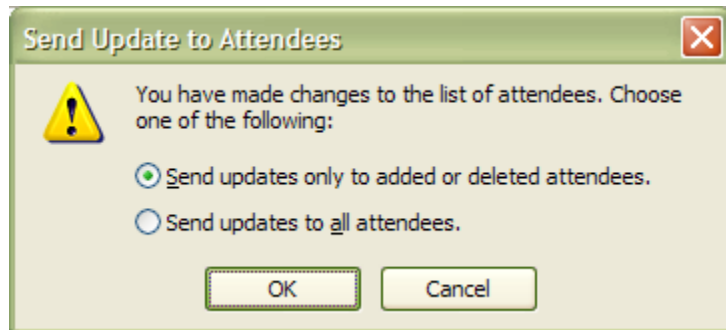 Send Update to Attendees
You have made changes to the list of attendees. Choose
one of the following:
Send updates only to added or deleted attendees.
Send updates to all attendees.
OK Cancel